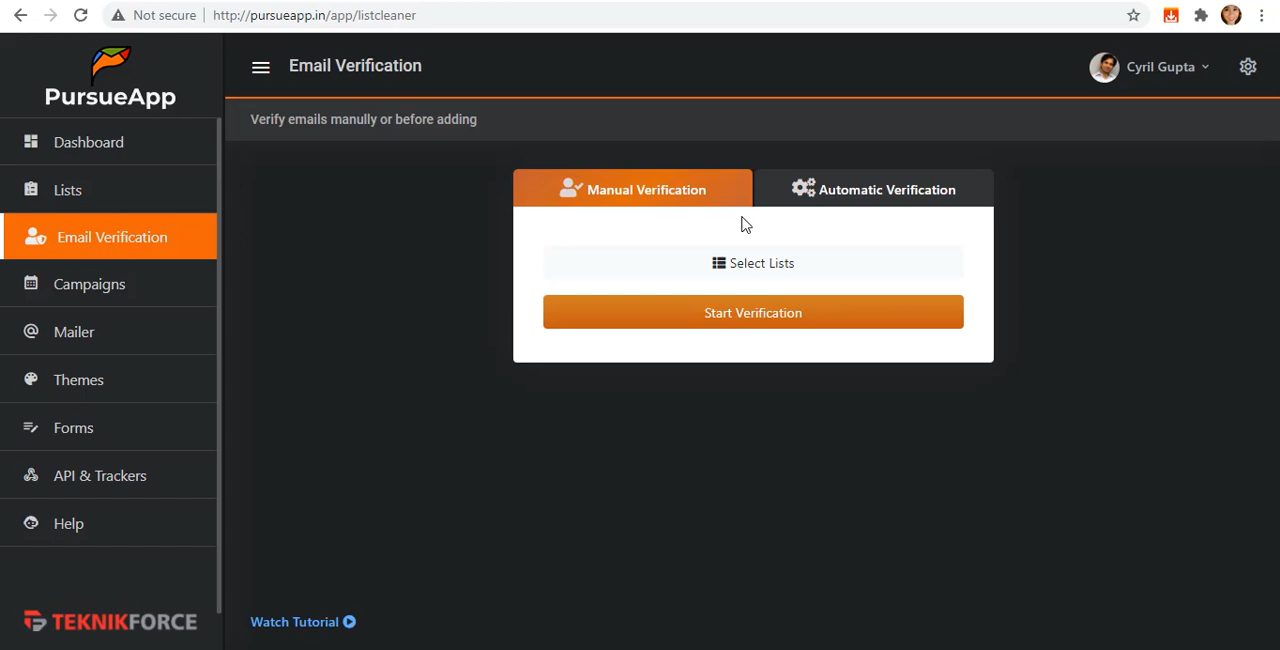 Not secure
http://pursueapp.in/app/listcleaner
PursueApp
Email Verification
Cyril Gupta
Verify emails manully or before adding
Dashboard
Lists
Email Verification
Campaigns
Mailer
Themes
Forms
API & Trackers
Help
Manual Verification
Automatic Verification
Select Lists
Start Verification
TEKNIKFORCE
Watch Tutorial